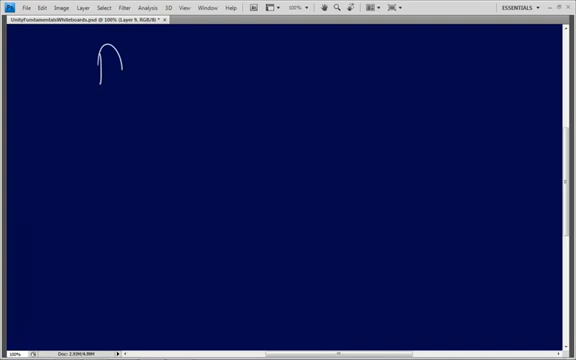 File Edit Image Layer Select Filter Analysis 3D View Window Help 100% ESSENTIALS
UnityFundamentalsWhiteboards.psd @ 100% (Layer 9, RGB/8) *
100% Doc: 2.93M/4.99M